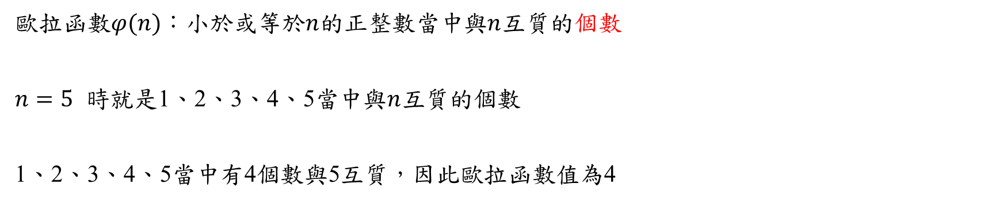 歐拉函數φ(n)：小於或等於n的正整數當中與n互質的個數
n = 5 時就是1、2、3、4、5當中與n互質的個數
1、2、3、4、5當中有4個數與5互質，因此歐拉函數值為4